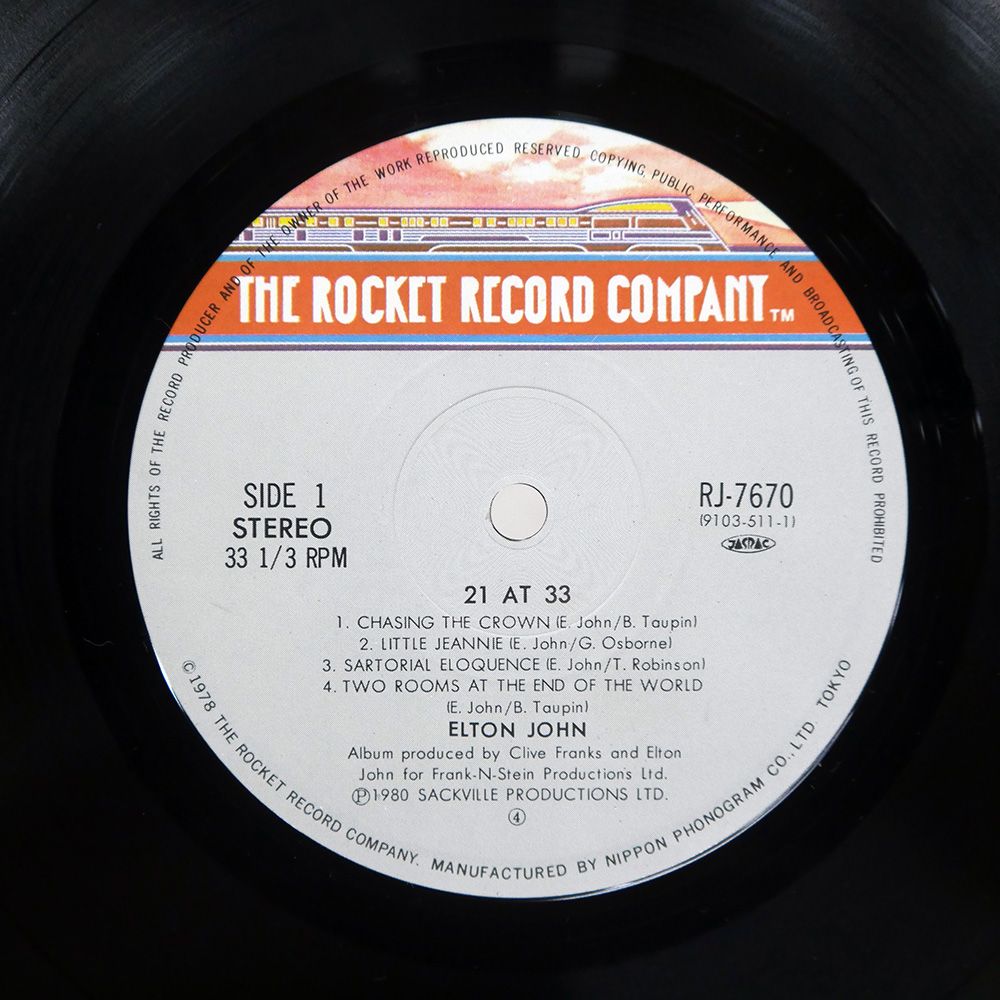 ALL RIGHTS OF THE RECORD PRODUCER AND OF THE OWNER OF THE WORK REPRODUCED RESERVED. COPYING, PUBLIC PERFORMANCE AND BROADCASTING OF THIS RECORD PROHIBITED
THE ROCKET RECORD COMPANY TM
SIDE 1
STEREO
33 1/3 RPM
RJ-7670
(9103-511-1)
JASRAC
21 AT 33
1. CHASING THE CROWN (E. John/B. Taupin)
2. LITTLE JEANNIE (E. John/G. Osborne)
3. SARTORIAL ELOQUENCE (E. John/T. Robinson)
4. TWO ROOMS AT THE END OF THE WORLD
(E. John/B. Taupin)
ELTON JOHN
Album produced by Clive Franks and Elton
John for Frank-N-Stein Production's Ltd.
Ⓟ1980 SACKVILLE PRODUCTIONS LTD.
④
©1978 THE ROCKET RECORD COMPANY. MANUFACTURED BY NIPPON PHONOGRAM CO., LTD. TOKYO